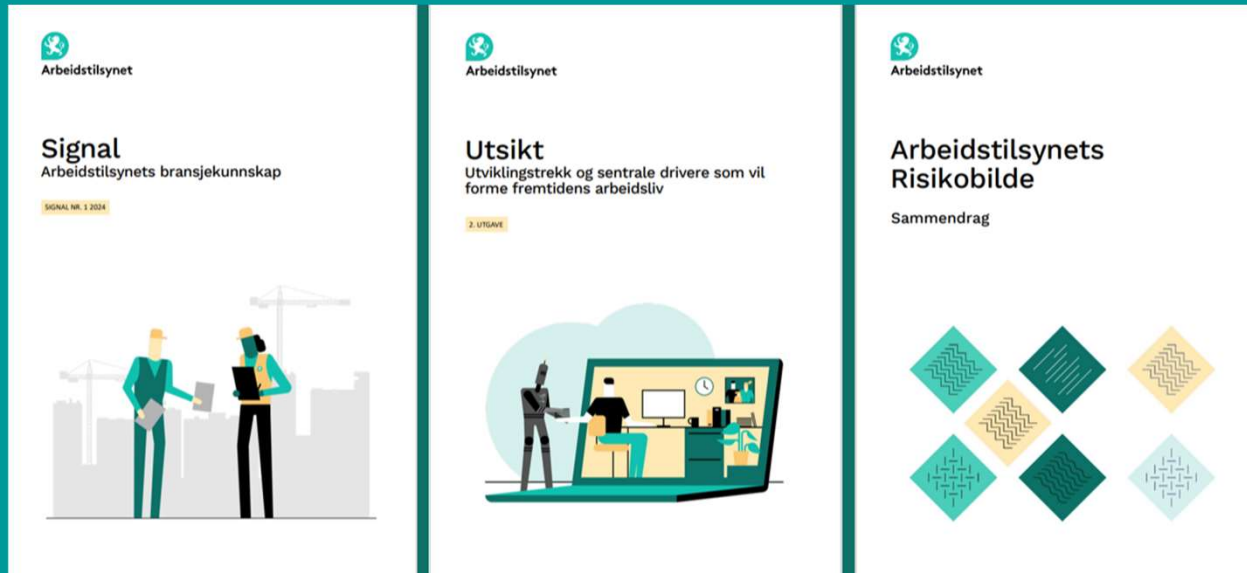 Arbeidstilsynet
Signal
Arbeidstilsynets bransjekunnskap
SIGNAL NR. 1 2024
Arbeidstilsynet
Utsikt
Utviklingstrekk og sentrale drivere som vil
forme fremtidens arbeidsliv
2. UTGAVE
Arbeidstilsynet
Arbeidstilsynets
Risikobilde
Sammendrag